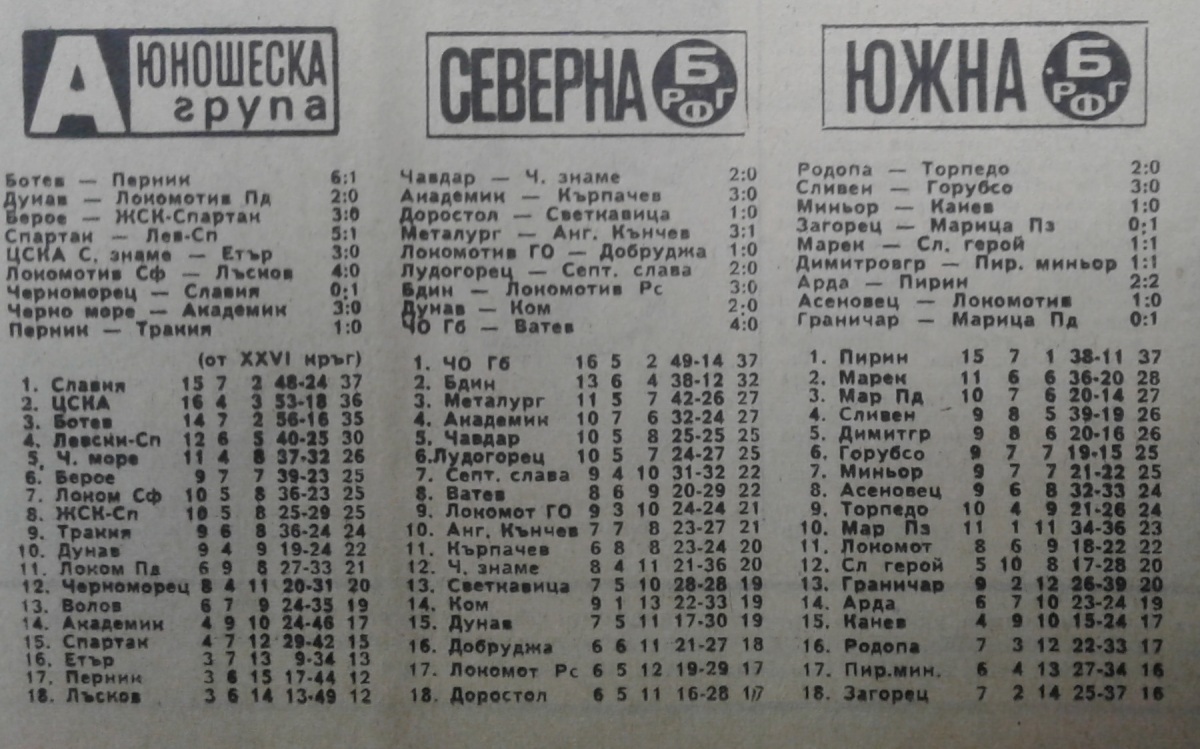 А ЮНОШЕСКА
група
Ботев — Перник 6:1
Дунав — Локомотив Пд 2:0
Берое — ЖСК-Спартак 3:0
Спартак — Лев-Сп 5:1
ЦСКА С. знаме — Етър 3:0
Локомотив Сф — Лъсков 4:0
Черноморец — Славия 0:1
Черно море — Академик 3:0
Перник — Тракия 1:0
(от XXVI кръг)
1. Славия 15 7 2 48-24 37
2. ЦСКА 16 4 3 53-18 36
3. Ботев 14 7 2 56-16 35
4. Левски-Сп 12 6 5 40-25 30
5. Ч. море 11 4 8 37-32 26
6. Берое 9 7 7 39-23 25
7. Локом Сф 10 5 8 36-23 25
8. ЖСК-Сп 10 5 8 25-29 25
9. Тракия 9 6 8 36-24 24
10. Дунав 9 4 9 19-24 22
11. Локом Пд 6 9 8 27-33 21
12. Черноморец 8 4 11 20-31 20
13. Волов 6 7 9 24-35 19
14. Академик 4 9 10 24-46 17
15. Спартак 4 7 12 29-42 15
16. Етър 3 7 13 9-34 13
17. Перник 3 6 15 17-44 12
18. Лъсков 3 6 14 13-49 12
СЕВЕРНА Б РФГ
Чавдар — Ч. знаме 2:0
Академик — Кърпачев 3:0
Доростол — Светкавица 1:0
Металург — Анг. Кънчев 3:1
Локомотив ГО — Добруджа 1:0
Лудогорец — Септ. слава 2:0
Бдин — Локомотив Рс 3:0
Дунав — Ком 2:0
ЧО Гб — Ватев 4:0
1. ЧО Гб 16 5 2 49-14 37
2. Бдин 13 6 4 38-12 32
3. Металург 11 5 7 42-26 27
4. Академик 10 7 6 32-24 27
5. Чавдар 10 5 8 25-25 25
6.Лудогорец 10 5 7 24-27 25
7. Септ. слава 9 4 10 31-32 22
8. Ватев 8 6 9 20-29 22
9. Локомот ГО 9 3 10 24-24 21
10. Анг. Кънчев 7 7 8 23-27 21
11. Кърпачев 6 8 8 23-24 20
12. Ч. знаме 8 4 11 21-36 20
13. Светкавица 7 5 10 28-28 19
14. Ком 9 1 13 22-33 19
15. Дунав 7 5 11 17-30 19
16. Добруджа 6 6 11 21-27 18
17. Локомот Рс 6 5 12 19-29 17
18. Доростол 6 5 11 16-28 17
ЮЖНА Б РФГ
Родопа — Торпедо 2:0
Сливен — Горубсо 3:0
Миньор — Канев 1:0
Загорец — Марица Пз 0:1
Марек — Сл. герой 1:1
Димитровгр — Пир. миньор 1:1
Арда — Пирин 2:2
Асеновец — Локомотив 1:0
Граничар — Марица Пд 0:1
1. Пирин 15 7 1 38-11 37
2. Марек 11 6 6 36-20 28
3. Мар Пд 10 7 6 20-14 27
4. Сливен 9 8 5 39-19 26
5. Димитгр 9 8 6 20-16 26
6. Горубсо 9 7 7 19-15 25
7. Миньор 9 7 7 21-22 25
8. Асеновец 9 6 8 32-33 24
9. Торпедо 10 4 9 21-26 24
10. Мар Пз 11 1 11 34-36 23
11. Локомот 8 6 9 18-22 22
12. Сл герой 5 10 8 17-28 20
13. Граничар 9 2 12 26-39 20
14. Арда 6 7 10 23-24 19
15. Канев 4 9 10 15-24 17
16. Родопа 7 3 12 22-33 17
17. Пир.мин. 6 4 13 27-34 16
18. Загорец 7 2 14 25-37 16